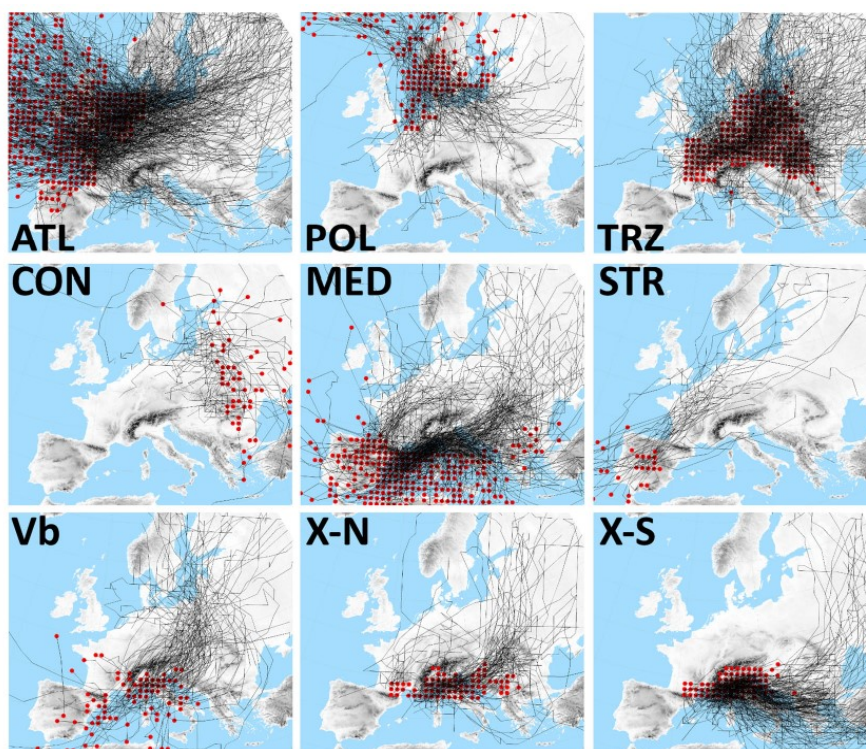 ATL
POL
TRZ
CON
MED
STR
Vb
X-N
X-S